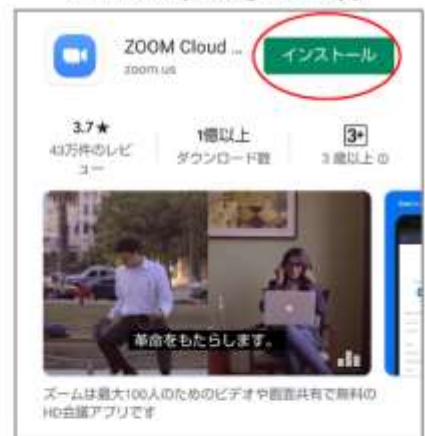 ZOOM Cloud ...
zoom.us
インストール
3.7★
43万件のレビ
ュー
1億以上
ダウンロード数
3+
3 歳以上
革命をもたらします。
ズームは最大100人のためのビデオや画面共有で無料の
HD会議アプリです